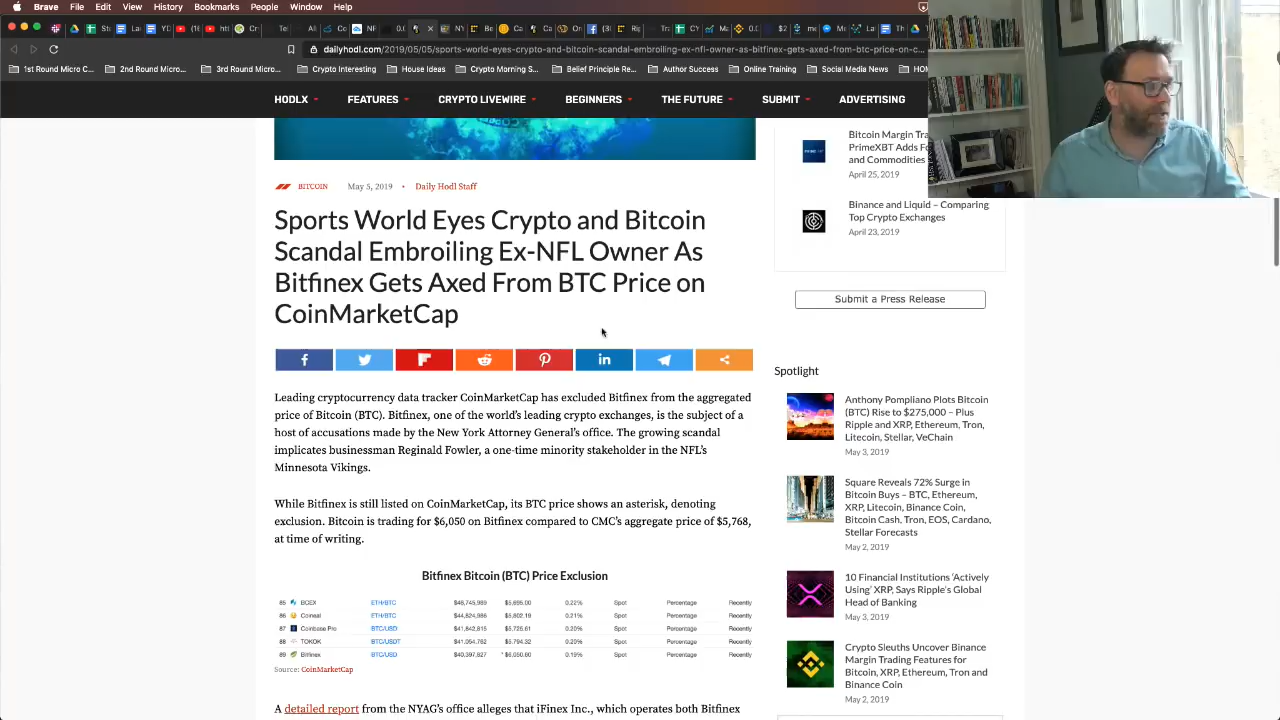 Brave File Edit View History Bookmarks People Window Help
dailyhodl.com/2019/05/05/sports-world-eyes-crypto-and-bitcoin-scandal-embroiling-ex-nfl-owner-as-bitfinex-gets-axed-from-btc-price-on-c...
1st Round Micro C... 2nd Round Micro... 3rd Round Micro... Crypto Interesting House Ideas Crypto Morning S... Belief Principle Re... Author Success Online Training Social Media News
HODLX FEATURES CRYPTO LIVEWIRE BEGINNERS THE FUTURE SUBMIT ADVERTISING
BITCOIN May 5, 2019 • Daily Hodl Staff
Sports World Eyes Crypto and Bitcoin
Scandal Embroiling Ex-NFL Owner As
Bitfinex Gets Axed From BTC Price on
CoinMarketCap
Leading cryptocurrency data tracker CoinMarketCap has excluded Bitfinex from the aggregated
price of Bitcoin (BTC). Bitfinex, one of the world's leading crypto exchanges, is the subject of a
host of accusations made by the New York Attorney General's office. The growing scandal
implicates businessman Reginald Fowler, a one-time minority stakeholder in the NFL's
Minnesota Vikings.
While Bitfinex is still listed on CoinMarketCap, its BTC price shows an asterisk, denoting
exclusion. Bitcoin is trading for $6,050 on Bitfinex compared to CMC's aggregate price of $5,768,
at time of writing.
Bitfinex Bitcoin (BTC) Price Exclusion
85 BCEX ETH/BTC $48,745,989 $5,695.00 0.22% Spot Percentage Recently
86 Coineal ETH/BTC $44,824,986 $5,802.19 0.21% Spot Percentage Recently
87 Coinbase Pro BTC/USD $41,842,815 $5,725.61 0.20% Spot Percentage Recently
88 TOKOK BTC/USDT $41,054,762 $5,794.32 0.20% Spot Percentage Recently
89 Bitfinex BTC/USD $40,397,827 * $6,050.60 0.19% Spot Percentage Recently
Source: CoinMarketCap
A detailed report from the NYAG's office alleges that iFinex Inc., which operates both Bitfinex
Bitcoin Margin
PrimeXBT Adds
and Commodities
April 25, 2019
Binance and Liquid – Comparing
Top Crypto Exchanges
April 23, 2019
Submit a Press Release
Spotlight
Anthony Pompliano Plots Bitcoin
(BTC) Rise to $275,000 – Plus
Ripple and XRP, Ethereum, Tron,
Litecoin, Stellar, VeChain
May 3, 2019
Square Reveals 72% Surge in
Bitcoin Buys – BTC, Ethereum,
XRP, Litecoin, Binance Coin,
Bitcoin Cash, Tron, EOS, Cardano,
Stellar Forecasts
May 2, 2019
10 Financial Institutions 'Actively
Using' XRP, Says Ripple's Global
Head of Banking
May 3, 2019
Crypto Sleuths Uncover Binance
Margin Trading Features for
Bitcoin, XRP, Ethereum, Tron and
Binance Coin
May 2, 2019